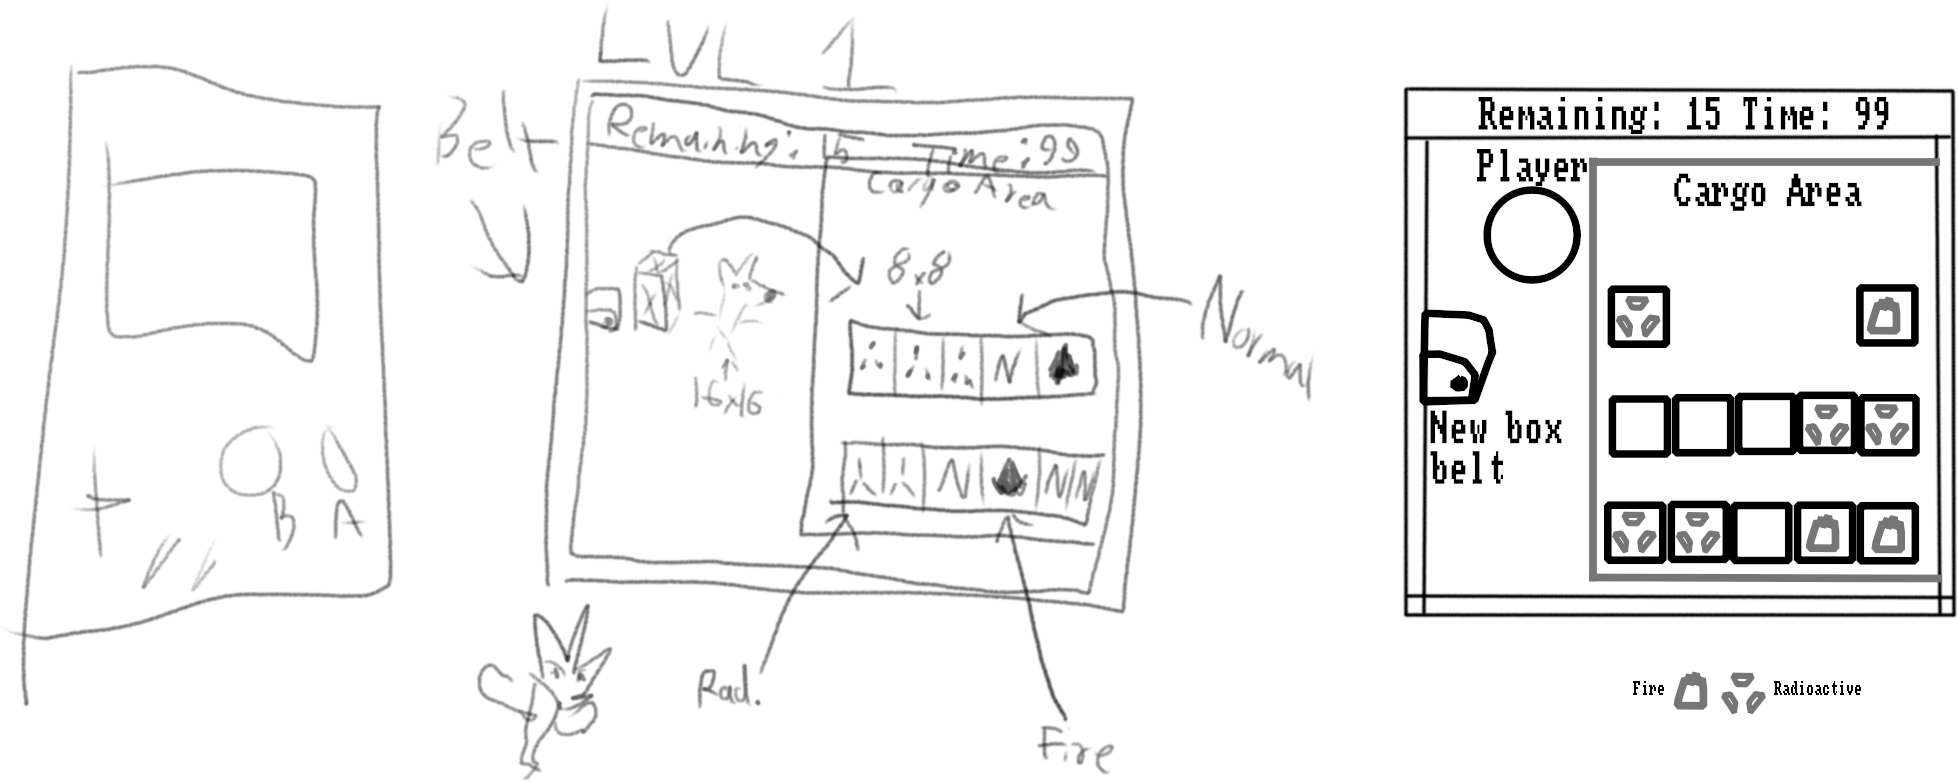 B A
LVL 1
Belt
Remaining: 15 Time: 99
Cargo Area
8x8
Normal
16x16
N
N N N
Rad.
Fire
Remaining: 15 Time: 99
Player
Cargo Area
New box
belt
Fire Radioactive